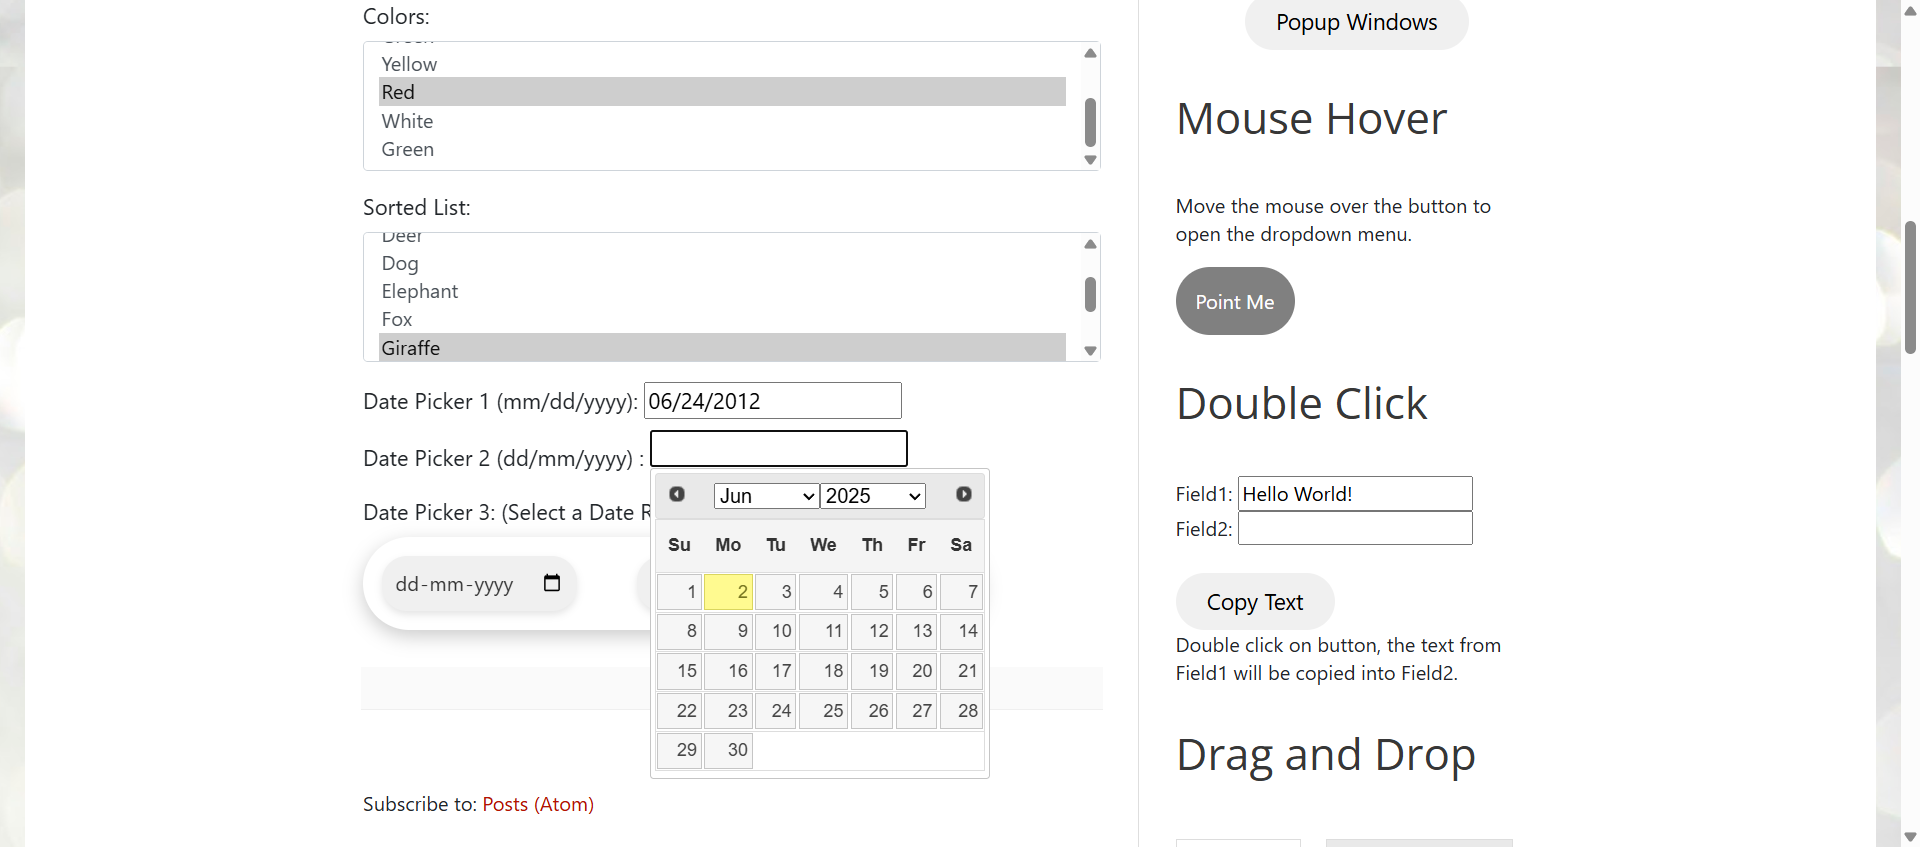 Colors:
Yellow
Red
White
Green
Sorted List:
Deer
Dog
Elephant
Fox
Giraffe
Date Picker 1 (mm/dd/yyyy): 06/24/2012
Date Picker 2 (dd/mm/yyyy) :
Jun 2025
Date Picker 3: (Select a Date R
Su Mo Tu We Th Fr Sa
dd-mm-yyyy
1 2 3 4 5 6 7
8 9 10 11 12 13 14
15 16 17 18 19 20 21
22 23 24 25 26 27 28
29 30
Subscribe to: Posts (Atom)
Popup Windows
Mouse Hover
Move the mouse over the button to
open the dropdown menu.
Point Me
Double Click
Field1: Hello World!
Field2:
Copy Text
Double click on button, the text from
Field1 will be copied into Field2.
Drag and Drop